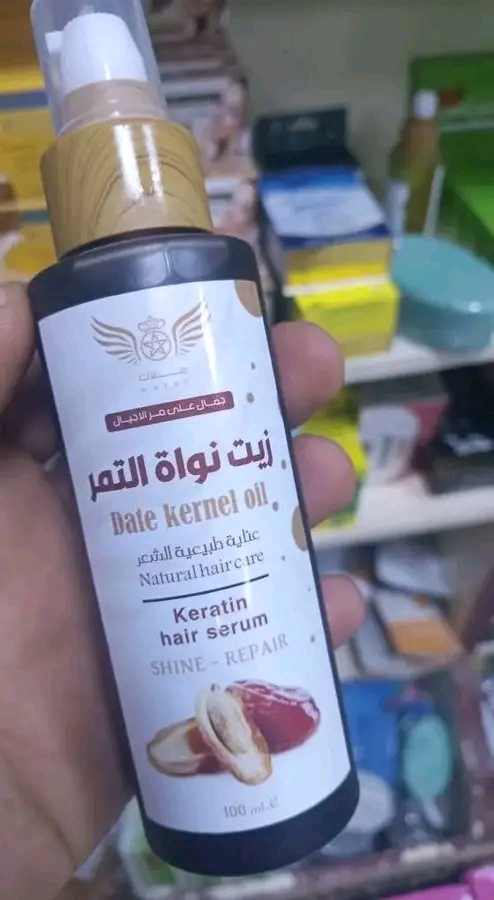 جمال على مر الاجيال
زيت نواة التمر
Date kernel oil
عناية طبيعية للشعر
Natural hair care
Keratin
hair serum
SHINE - REPAIR
100 ml.e